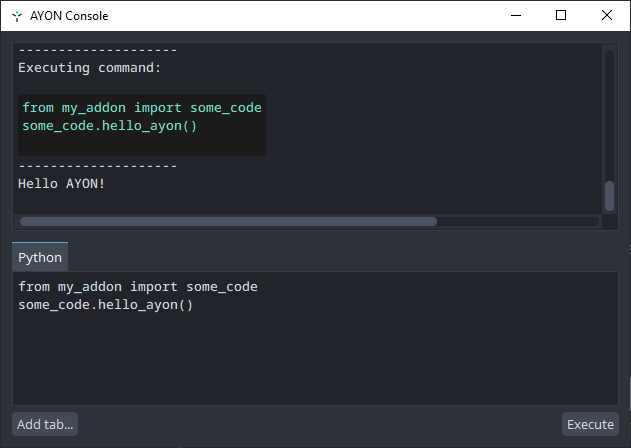 AYON Console
--------------------
Executing command:
from my_addon import some_code
some_code.hello_ayon()
--------------------
Hello AYON!
Python
from my_addon import some_code
some_code.hello_ayon()
Add tab...
Execute